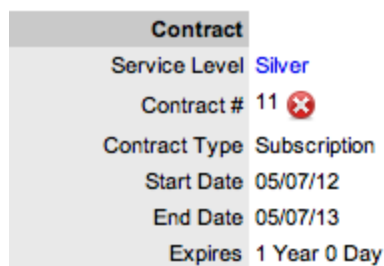 Contract
Service Level Silver
Contract # 11
Contract Type Subscription
Start Date 05/07/12
End Date 05/07/13
Expires 1 Year 0 Day